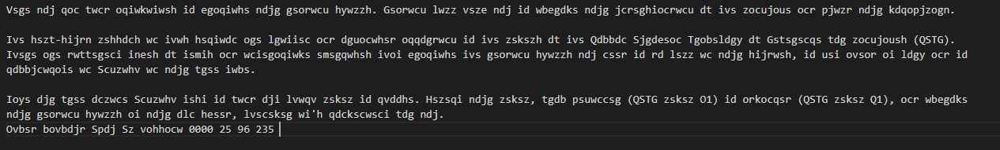 Vsgs ndj qoc twcr oqiwkwiwsh id egoqiwhs ndjg gsorwcu hywzzh. Gsorwcu lwzz vsze ndj id wbegdks ndjg jcrsghiocrwcu dt ivs zocujous ocr pjwzr ndjg kdqopjzogn.
Ivs hszt-hijrn zshhdch wc ivwh hsqiwdc ogs lgwiisc ocr dguocwhsr oqqdgrwcu id ivs zskszh dt ivs Qdbbdc Sjgdesoc Tgobsldgy dt Gstsgscqs tdg zocujoush (QSTG).
Ivsgs ogs rwttsgsci inesh dt ismih ocr wcisgoqiwks smsgqwhsh ivoi egoqiwhs ivs gsorwcu hywzzh ndj cssr id rd lszz wc ndjg hijrwsh, id usi ovsor oi ldgy ocr id
qdbbjcwqois wc Scuzwhv wc ndjg tgss iwbs.
Ioys djg tgss dczwcs Scuzwhv ishi id twcr dji lvwqv zsksz id qvddhs. Hszsqi ndjg zsksz, tgdb psuwccsg (QSTG zsksz O1) id orkocqsr (QSTG zsksz Q1), ocr wbegdks
ndjg gsorwcu hywzzh oi ndjg dlc hessr, lvscsksg wi'h qdckscwsci tdg ndj.
Ovbsr bovbdjr Spdj Sz vohhocw 0000 25 96 235